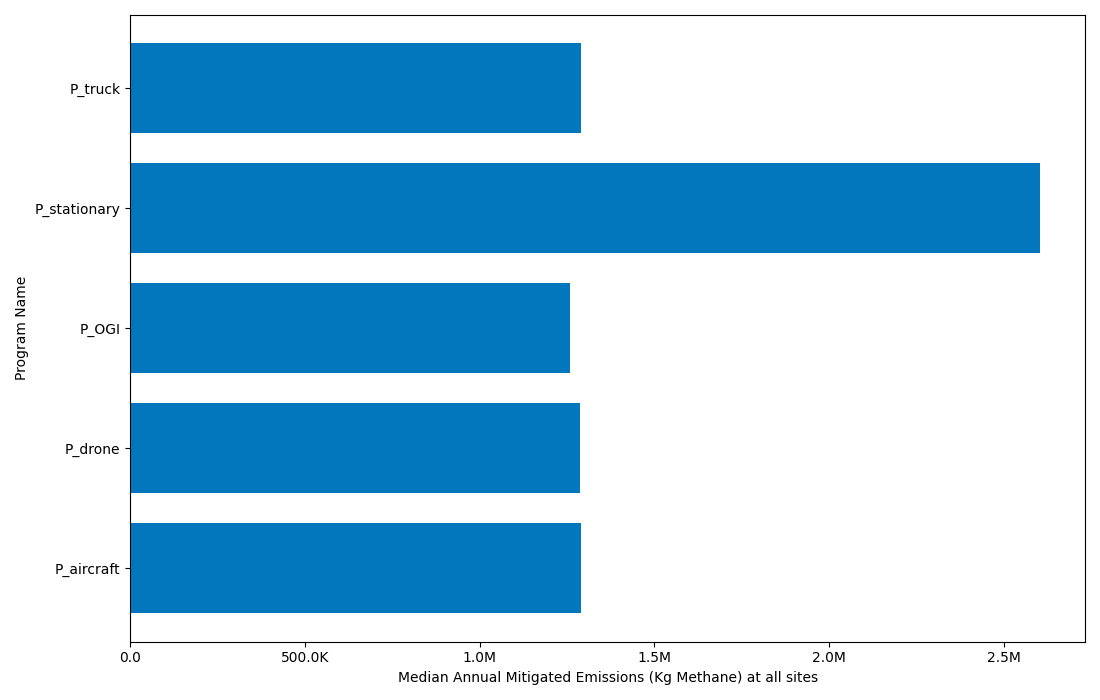 P_truck
P_stationary
P_OGI
P_drone
P_aircraft
Program Name
0.0 500.0K 1.0M 1.5M 2.0M 2.5M
Median Annual Mitigated Emissions (Kg Methane) at all sites